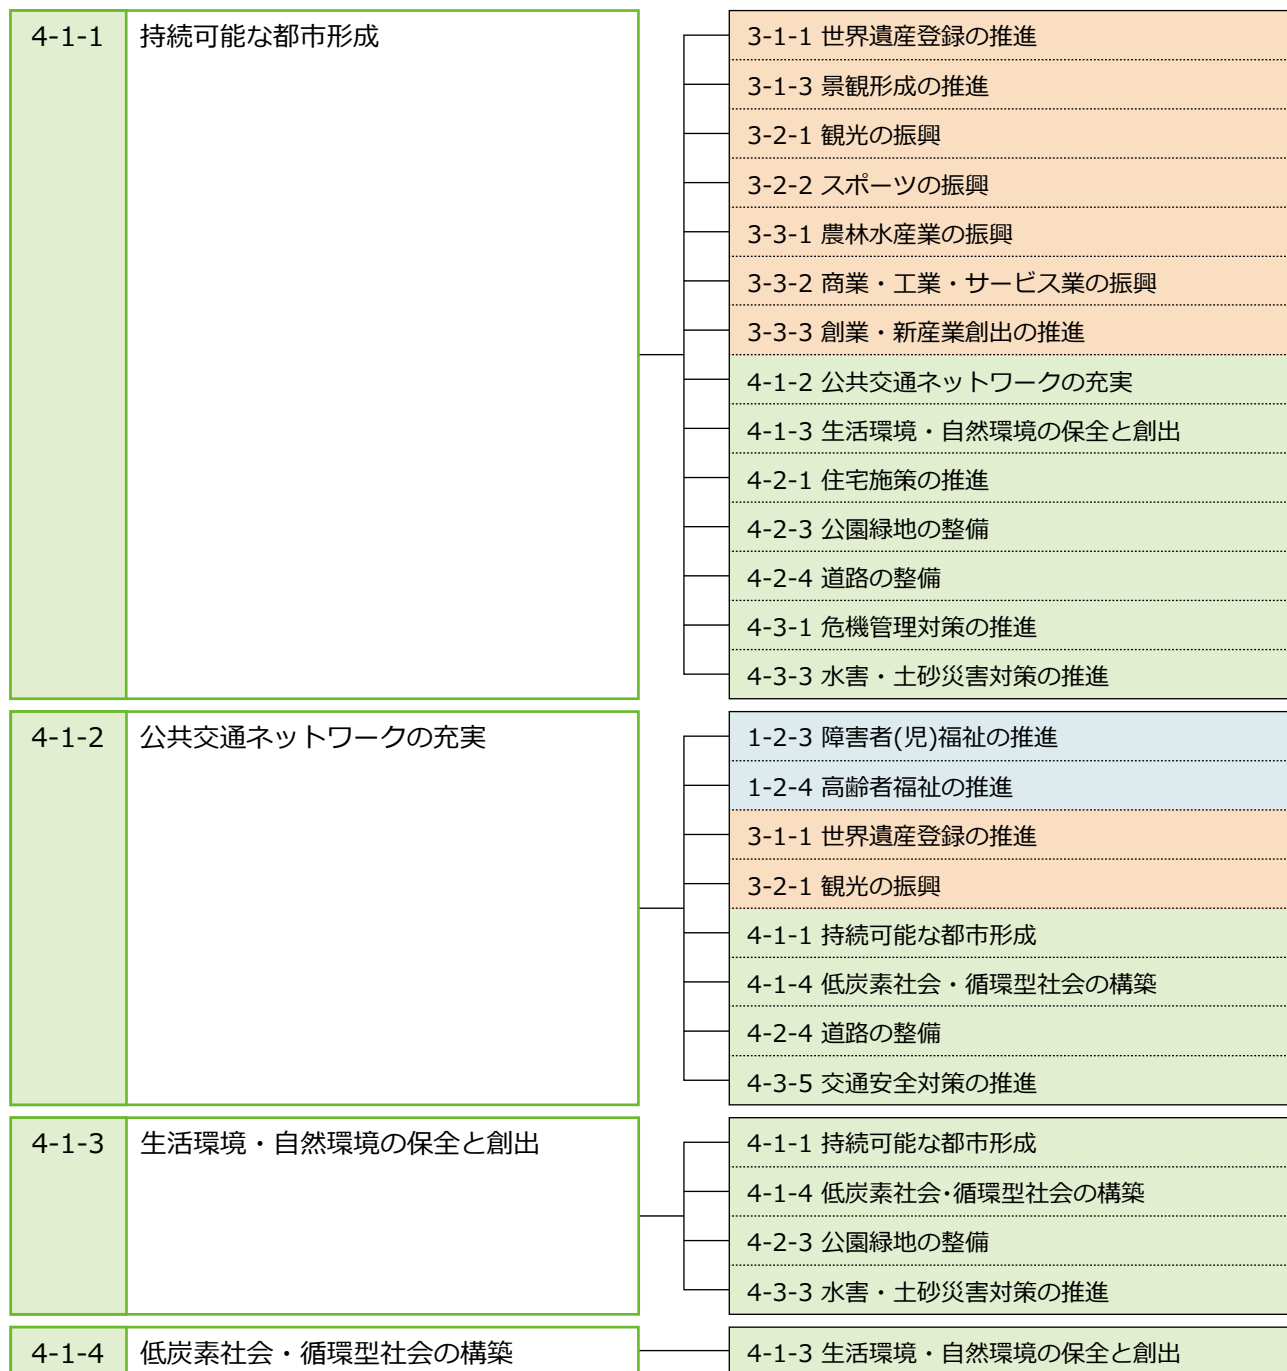 4-1-1 持続可能な都市形成
3-1-1 世界遺産登録の推進
3-1-3 景観形成の推進
3-2-1 観光の振興
3-2-2 スポーツの振興
3-3-1 農林水産業の振興
3-3-2 商業・工業・サービス業の振興
3-3-3 創業・新産業創出の推進
4-1-2 公共交通ネットワークの充実
4-1-3 生活環境・自然環境の保全と創出
4-2-1 住宅施策の推進
4-2-3 公園緑地の整備
4-2-4 道路の整備
4-3-1 危機管理対策の推進
4-3-3 水害・土砂災害対策の推進
4-1-2 公共交通ネットワークの充実
1-2-3 障害者(児)福祉の推進
1-2-4 高齢者福祉の推進
3-1-1 世界遺産登録の推進
3-2-1 観光の振興
4-1-1 持続可能な都市形成
4-1-4 低炭素社会・循環型社会の構築
4-2-4 道路の整備
4-3-5 交通安全対策の推進
4-1-3 生活環境・自然環境の保全と創出
4-1-1 持続可能な都市形成
4-1-4 低炭素社会･循環型社会の構築
4-2-3 公園緑地の整備
4-3-3 水害・土砂災害対策の推進
4-1-4 低炭素社会・循環型社会の構築
4-1-3 生活環境・自然環境の保全と創出